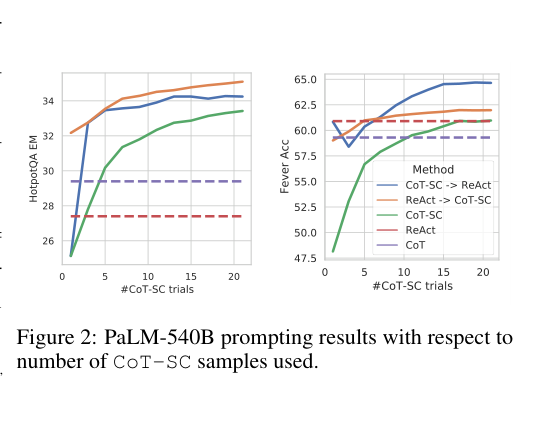 34
32
30
28
26
HotpotQA EM
0
5
10
15
20
#CoT-SC trials
65.0
62.5
60.0
57.5
55.0
52.5
50.0
47.5
Fever Acc
0
5
10
15
20
#CoT-SC trials
Method
CoT-SC -> ReAct
ReAct -> CoT-SC
CoT-SC
ReAct
CoT
Figure 2: PaLM-540B prompting results with respect to
number of CoT-SC samples used.